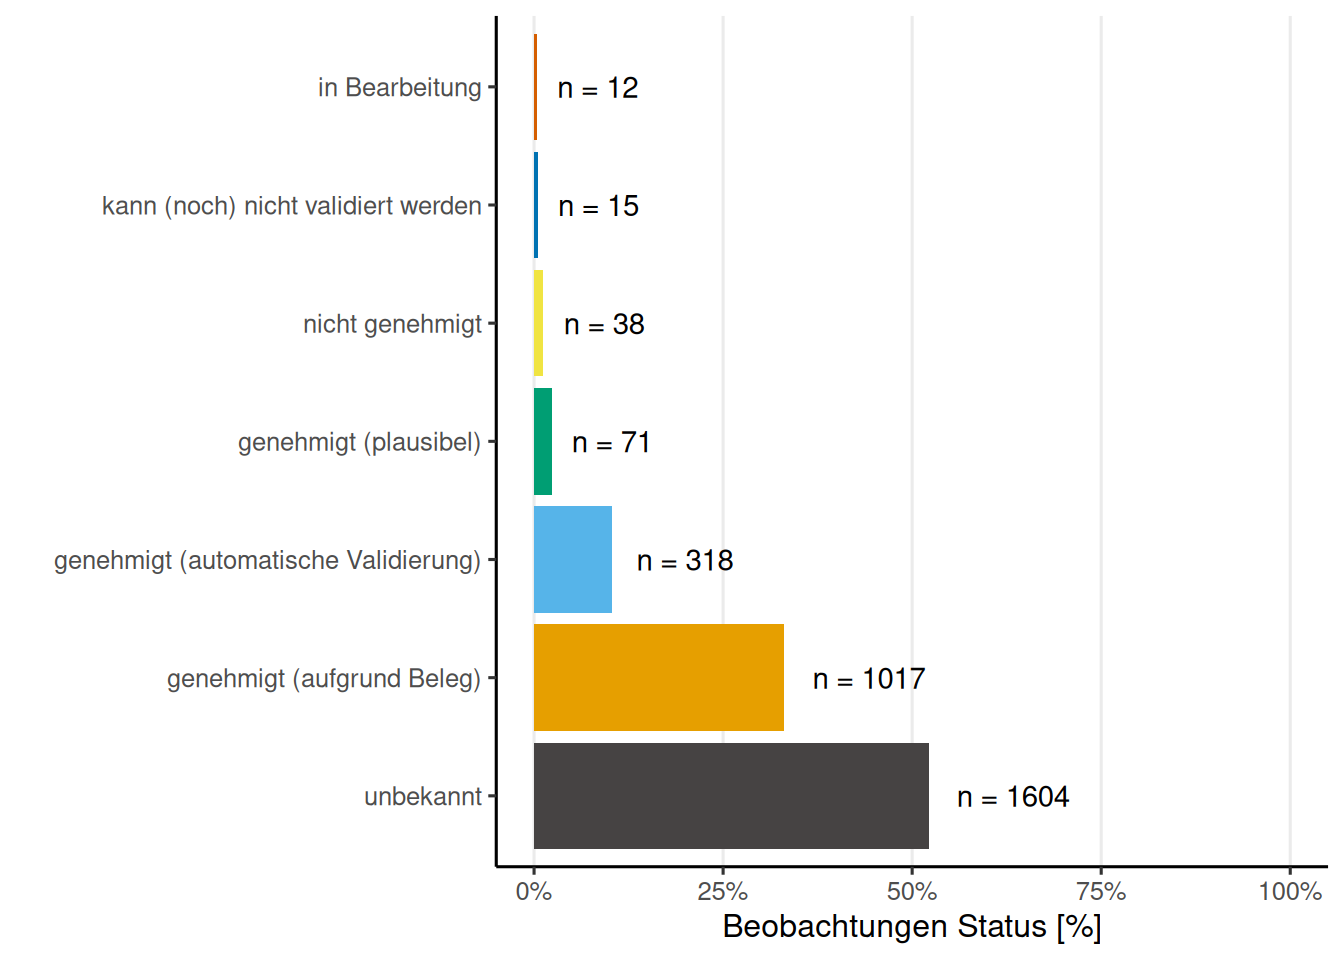 in Bearbeitung n = 12
kann (noch) nicht validiert werden n = 15
nicht genehmigt n = 38
genehmigt (plausibel) n = 71
genehmigt (automatische Validierung) n = 318
genehmigt (aufgrund Beleg) n = 1017
unbekannt n = 1604
0% 25% 50% 75% 100%
Beobachtungen Status [%]